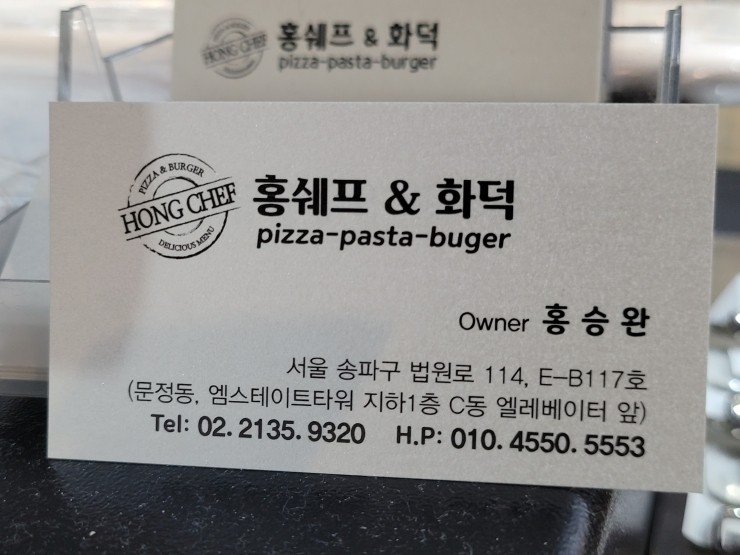 HONG CHEF
홍쉐프 & 화덕
pizza-pasta-burger
PIZZA & BURGER
HONG CHEF
DELICIOUS MENU
홍쉐프 & 화덕
pizza-pasta-buger
Owner 홍승완
서울 송파구 법원로 114, E-B117호
(문정동, 엠스테이트타워 지하1층 C동 엘레베이터 앞)
Tel: 02. 2135. 9320 H.P: 010. 4550. 5553